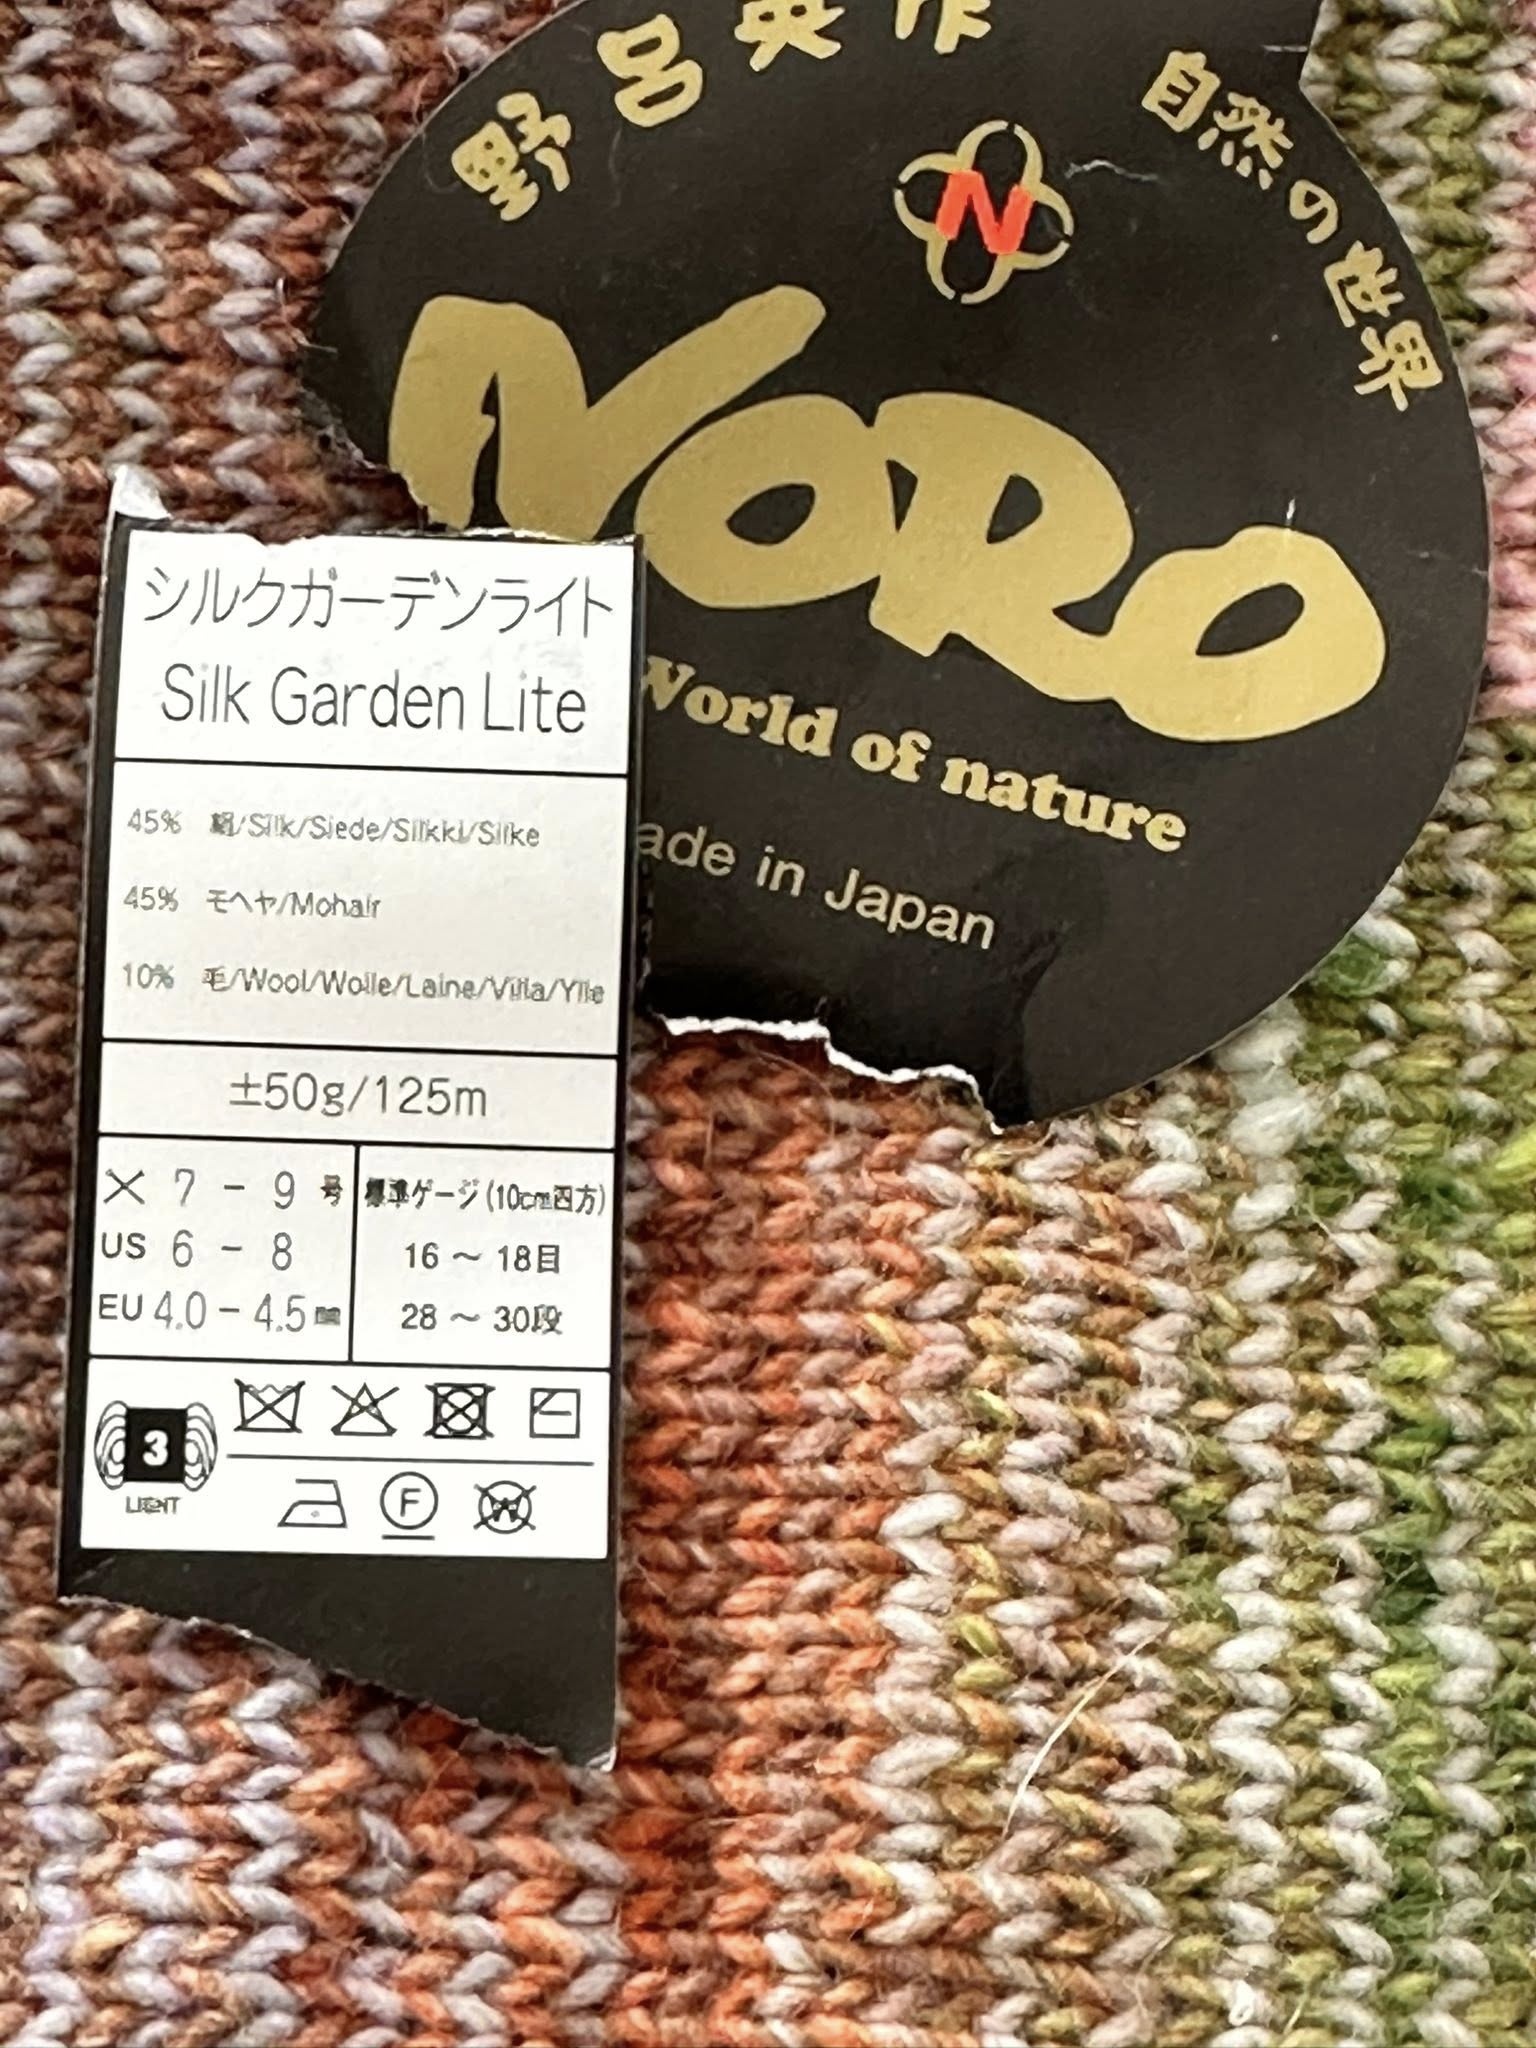 野呂英作
自然の世界
N
NORO
World of nature
ade in Japan
シルクガーデンライト
Silk Garden Lite
45% 絹/Silk/Siede/Silkki/Silke
45% モヘヤ/Mohair
10% 毛/Wool/Wolle/Laine/Villa/Ylle
±50g/125m
7 - 9 号
US 6 - 8
EU 4.0 - 4.5 mm
標準ゲージ(10cm四方)
16 ～ 18目
28 ～ 30段
3
LIGHT
F
W